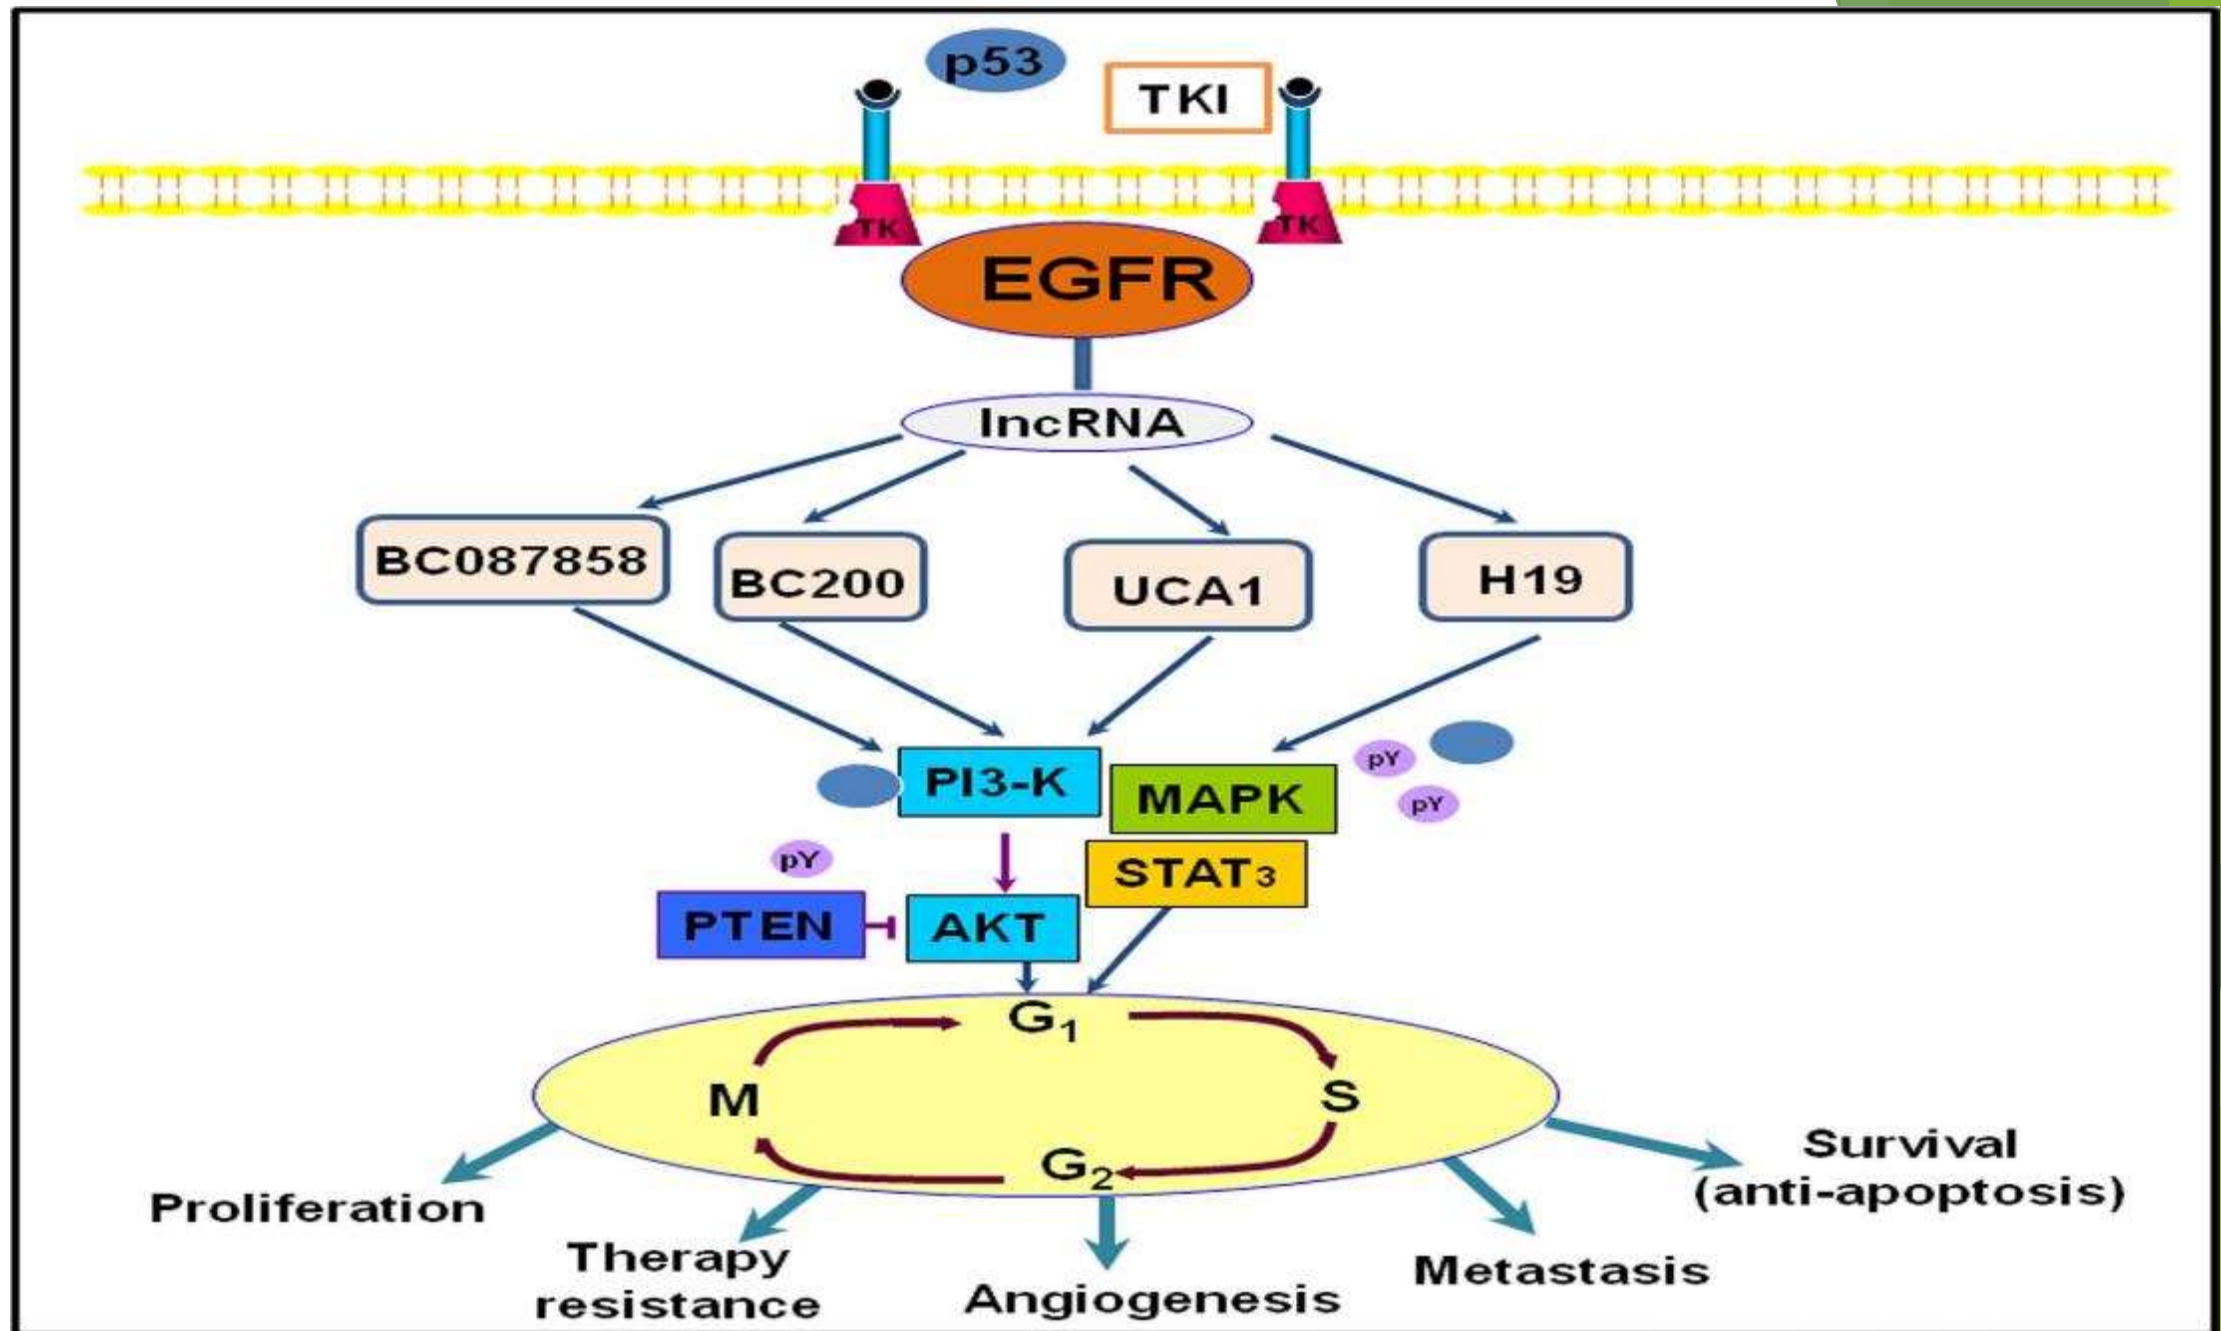 p53
TKI
TK
TK
EGFR
lncRNA
BC087858
BC200
UCA1
H19
PI3-K
MAPK
pY
pY
pY
STAT3
PTEN
AKT
G1
M
S
G2
Proliferation
Therapy
resistance
Angiogenesis
Metastasis
Survival
(anti-apoptosis)